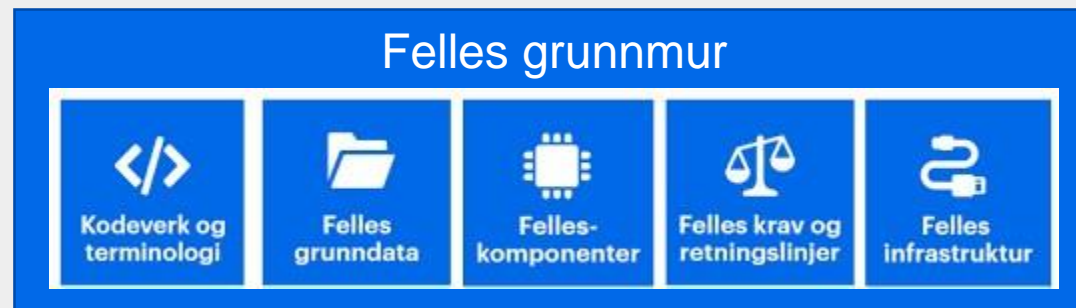 Felles grunnmur
</>
Kodeverk og
terminologi
Felles
grunndata
Felles-
komponenter
Felles krav og
retningslinjer
Felles
infrastruktur